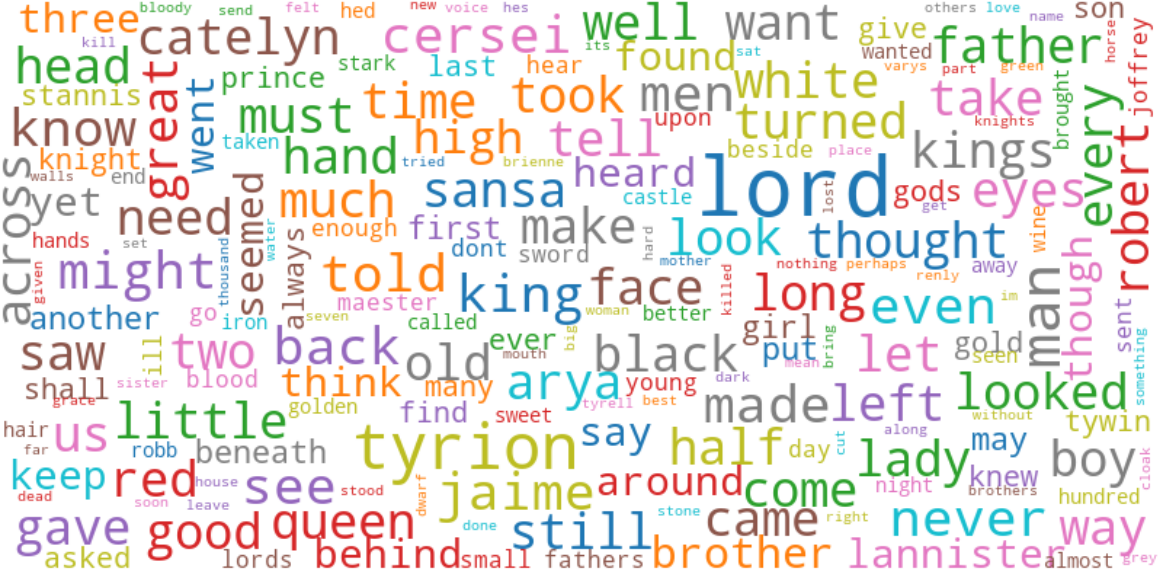 three
bloody
send
felt
hed
new
voice
hes
well
want
others
love
name
son
kill
catelyn
cersei
its
found
sat
give
wanted
father
horse
joffrey
head
great
went
prince
stark
last
hear
white
varys
part
green
brought
every
stannis
must
time
took
men
turned
take
knights
know
knight
taken
hand
high
tell
upon
beside
place
kings
robert
across
walls
end
tried
brienne
heard
yet
seemed
much
sansa
castle
lord
lost
gods
get
eyes
need
enough
first
make
look
thought
wine
hands
set
water
always
dont
sword
hard
mother
nothing
perhaps
away
though
given
might
thousand
told
king
face
killed
long
renly
even
im
man
sent
another
go
iron
seven
maester
called
woman
better
girl
something
saw
ill
two
back
old
ever
mouth
big
black
put
mean
bring
let
gold
seen
shall
sister
blood
think
many
arya
young
dark
looked
grace
little
golden
find
sweet
tyrell
best
made
left
along
without
tywin
hair
us
far
robb
beneath
tyrion
say
half
day
cut
lady
may
boy
cloak
keep
red
house
see
stood
dwarf
jaime
around
come
night
knew
brothers
hundred
dead
soon
leave
gave
good
queen
done
still
stone
came
right
never
way
asked
lords
behind
small
fathers
brother
lannister
almost
grey